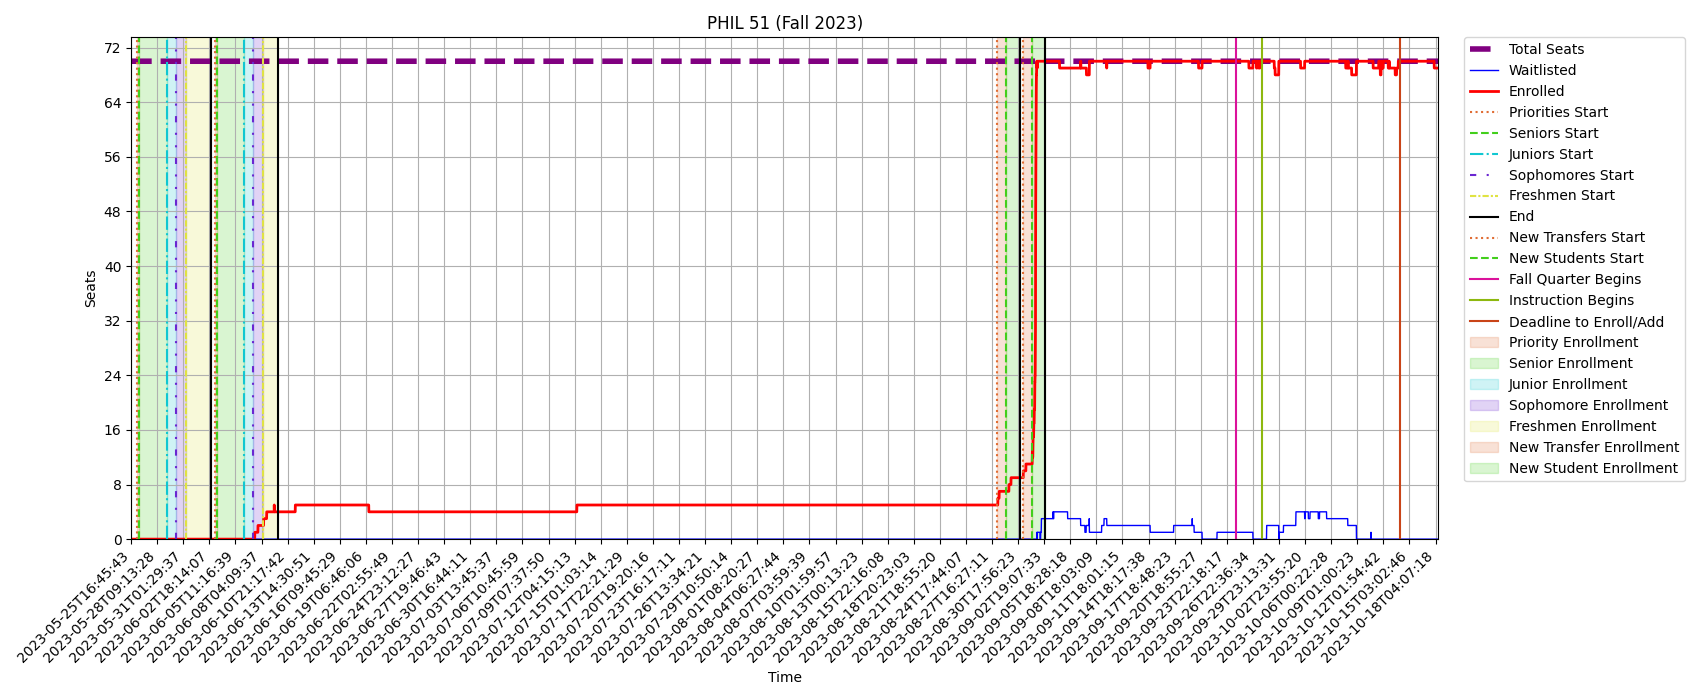 PHIL 51 (Fall 2023)
72
64
56
48
40
32
24
16
8
0
Seats
2023-05-25T16:45:43
2023-05-28T09:13:28
2023-05-31T01:29:37
2023-06-02T18:14:07
2023-06-05T11:16:39
2023-06-08T04:09:37
2023-06-10T21:17:42
2023-06-13T14:30:51
2023-06-16T09:45:29
2023-06-19T06:46:06
2023-06-22T02:55:49
2023-06-24T23:12:27
2023-06-27T19:46:43
2023-06-30T16:44:11
2023-07-03T13:45:37
2023-07-06T10:45:59
2023-07-09T07:37:50
2023-07-12T04:15:13
2023-07-15T01:03:14
2023-07-17T22:21:29
2023-07-20T19:20:16
2023-07-23T16:17:11
2023-07-26T13:34:21
2023-07-29T10:50:14
2023-08-01T08:20:27
2023-08-04T06:27:44
2023-08-07T03:59:39
2023-08-10T01:59:57
2023-08-13T00:13:23
2023-08-15T22:16:08
2023-08-18T20:23:03
2023-08-21T18:55:20
2023-08-24T17:44:07
2023-08-27T16:27:11
2023-08-30T17:56:23
2023-09-02T19:07:33
2023-09-05T18:28:18
2023-09-08T18:03:09
2023-09-11T18:01:15
2023-09-14T18:17:38
2023-09-17T18:48:23
2023-09-20T18:55:27
2023-09-23T22:18:17
2023-09-26T22:36:34
2023-09-29T23:13:31
2023-10-02T23:55:20
2023-10-06T00:22:28
2023-10-09T01:00:23
2023-10-12T01:54:42
2023-10-15T03:02:46
2023-10-18T04:07:18
Time
Total Seats
Waitlisted
Enrolled
Priorities Start
Seniors Start
Juniors Start
Sophomores Start
Freshmen Start
End
New Transfers Start
New Students Start
Fall Quarter Begins
Instruction Begins
Deadline to Enroll/Add
Priority Enrollment
Senior Enrollment
Junior Enrollment
Sophomore Enrollment
Freshmen Enrollment
New Transfer Enrollment
New Student Enrollment